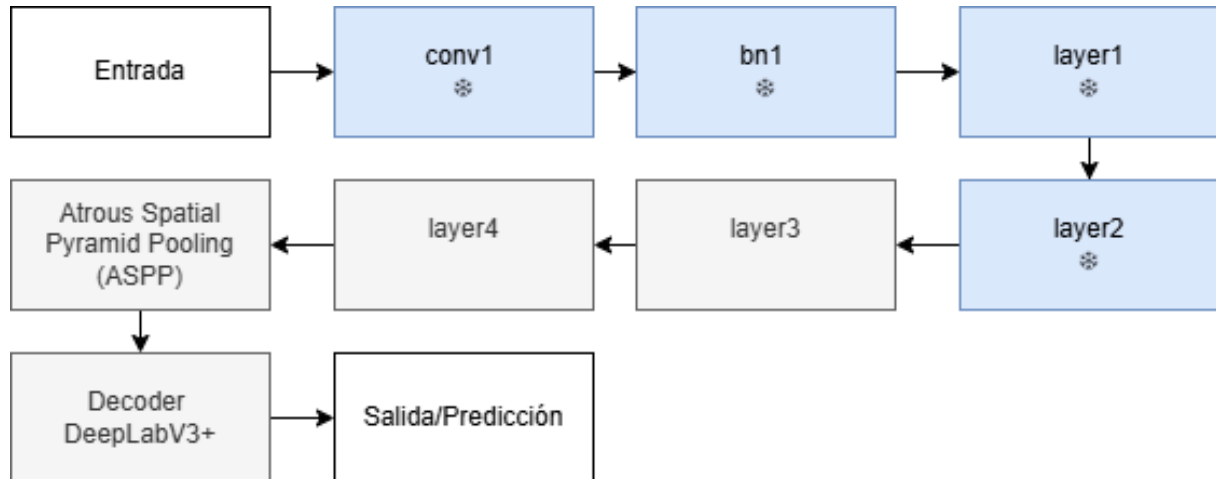 Entrada
conv1
❄
bn1
❄
layer1
❄
layer2
❄
layer3
layer4
Atrous Spatial
Pyramid Pooling
(ASPP)
Decoder
DeepLabV3+
Salida/Predicción